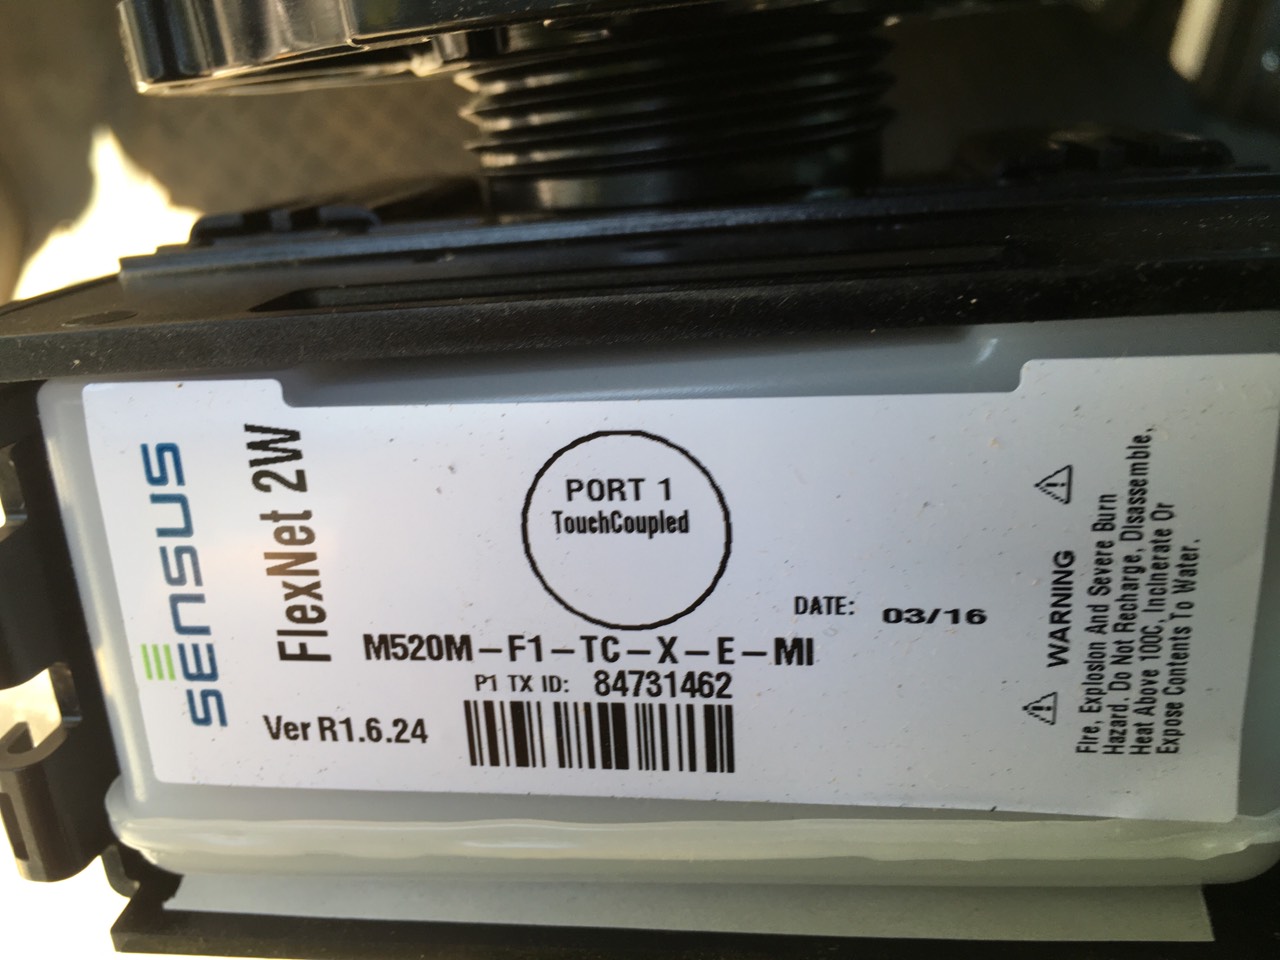 SENSUS
FlexNet 2W
PORT 1
TouchCoupled
DATE: 03/16
M520M-F1-TC-X-E-MI
P1 TX ID: 84731462
Ver R1.6.24
WARNING
Fire, Explosion And Severe Burn
Hazard, Do Not Recharge, Disassemble,
Heat Above 100C, Incinerate Or
Expose Contents To Water.